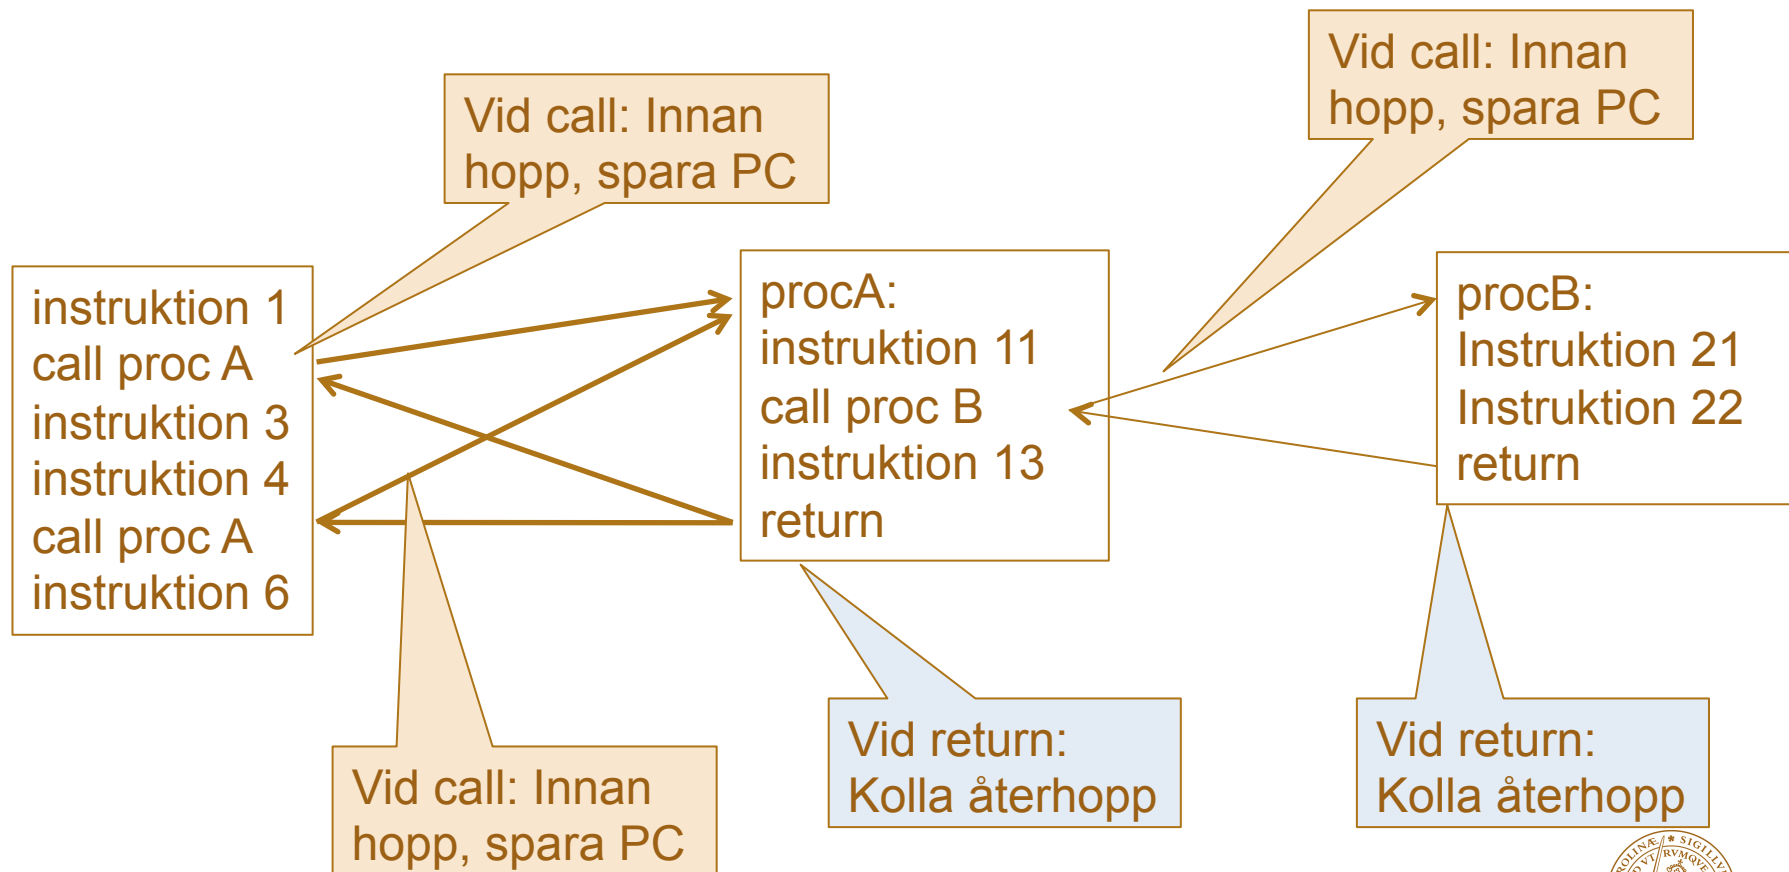 Vid call: Innan
hopp, spara PC
Vid call: Innan
hopp, spara PC
instruktion 1
call proc A
instruktion 3
instruktion 4
call proc A
instruktion 6
procA:
instruktion 11
call proc B
instruktion 13
return
procB:
Instruktion 21
Instruktion 22
return
Vid call: Innan
hopp, spara PC
Vid return:
Kolla återhopp
Vid return:
Kolla återhopp